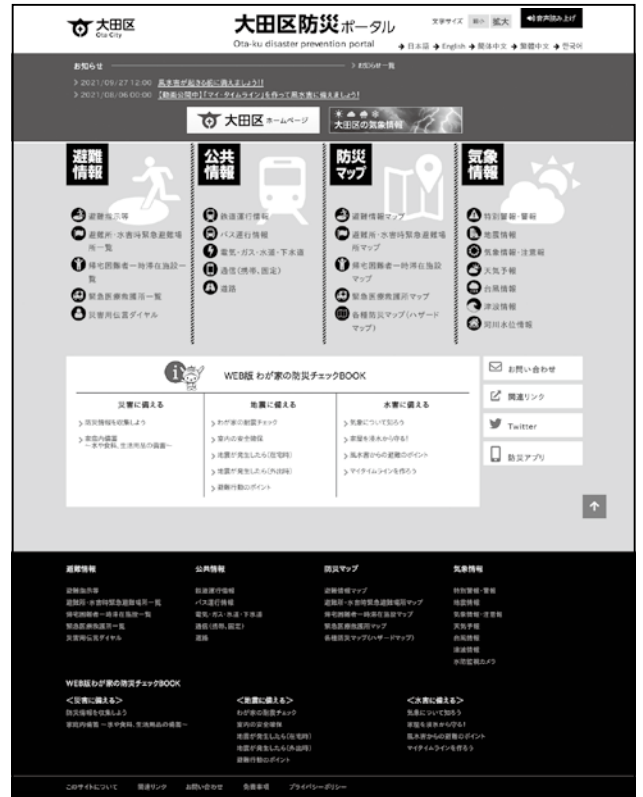 大田区
Ota City
大田区防災ポータル
Ota-ku disaster prevention portal
文字サイズ 縮小 拡大
音声読み上げ
日本語 English 簡体中文 繁體中文 한국어
お知らせ
お知らせ一覧
2021/09/27 12:00 風水害が起きる前に備えましょう!!
2021/08/06 00:00 【動画公開中】「マイ・タイムライン」を作って風水害に備えましょう!
大田区ホームページ
大田区の気象情報
避難情報
避難指示等
避難所・水害時緊急避難場所一覧
帰宅困難者一時滞在施設一覧
緊急医療救護所一覧
災害用伝言ダイヤル
公共情報
鉄道運行情報
バス運行情報
電気・ガス・水道・下水道
通信(携帯、固定)
道路
防災マップ
避難情報マップ
避難所・水害時緊急避難場所マップ
帰宅困難者一時滞在施設マップ
緊急医療救護所マップ
各種防災マップ(ハザードマップ)
気象情報
特別警報・警報
地震情報
気象情報・注意報
天気予報
台風情報
津波情報
河川水位情報
WEB版 わが家の防災チェックBOOK
災害に備える
防災情報を収集しよう
家庭内備蓄
~水や食料、生活用品の備蓄~
地震に備える
わが家の耐震チェック
室内の安全確保
地震が発生したら(在宅時)
地震が発生したら(外出時)
避難行動のポイント
水害に備える
気象について知ろう
家屋を浸水から守る!
風水害からの避難のポイント
マイタイムラインを作ろう
お問い合わせ
関連リンク
Twitter
防災アプリ
避難情報
避難指示等
避難所・水害時緊急避難場所一覧
帰宅困難者一時滞在施設一覧
緊急医療救護所一覧
災害時伝言ダイヤル
公共情報
鉄道運行情報
バス運行情報
電気・ガス・水道・下水道
通信(携帯、固定)
道路
防災マップ
避難情報マップ
避難所・水害時緊急避難場所マップ
帰宅困難者一時滞在施設マップ
緊急医療救護所マップ
各種防災マップ(ハザードマップ)
気象情報
特別警報・警報
地震情報
気象情報・注意報
天気予報
台風情報
津波情報
水防監視カメラ
WEB版わが家の防災チェックBOOK
<災害に備える>
防災情報を収集しよう
家庭内備蓄 ~水や食料、生活用品の備蓄~
<地震に備える>
わが家の耐震チェック
室内の安全確保
地震が発生したら(在宅時)
地震が発生したら(外出時)
避難行動のポイント
<水害に備える>
気象について知ろう
家屋を浸水から守る!
風水害からの避難のポイント
マイタイムラインを作ろう
このサイトについて 関連リンク お問い合わせ 免責事項 プライバシーポリシー